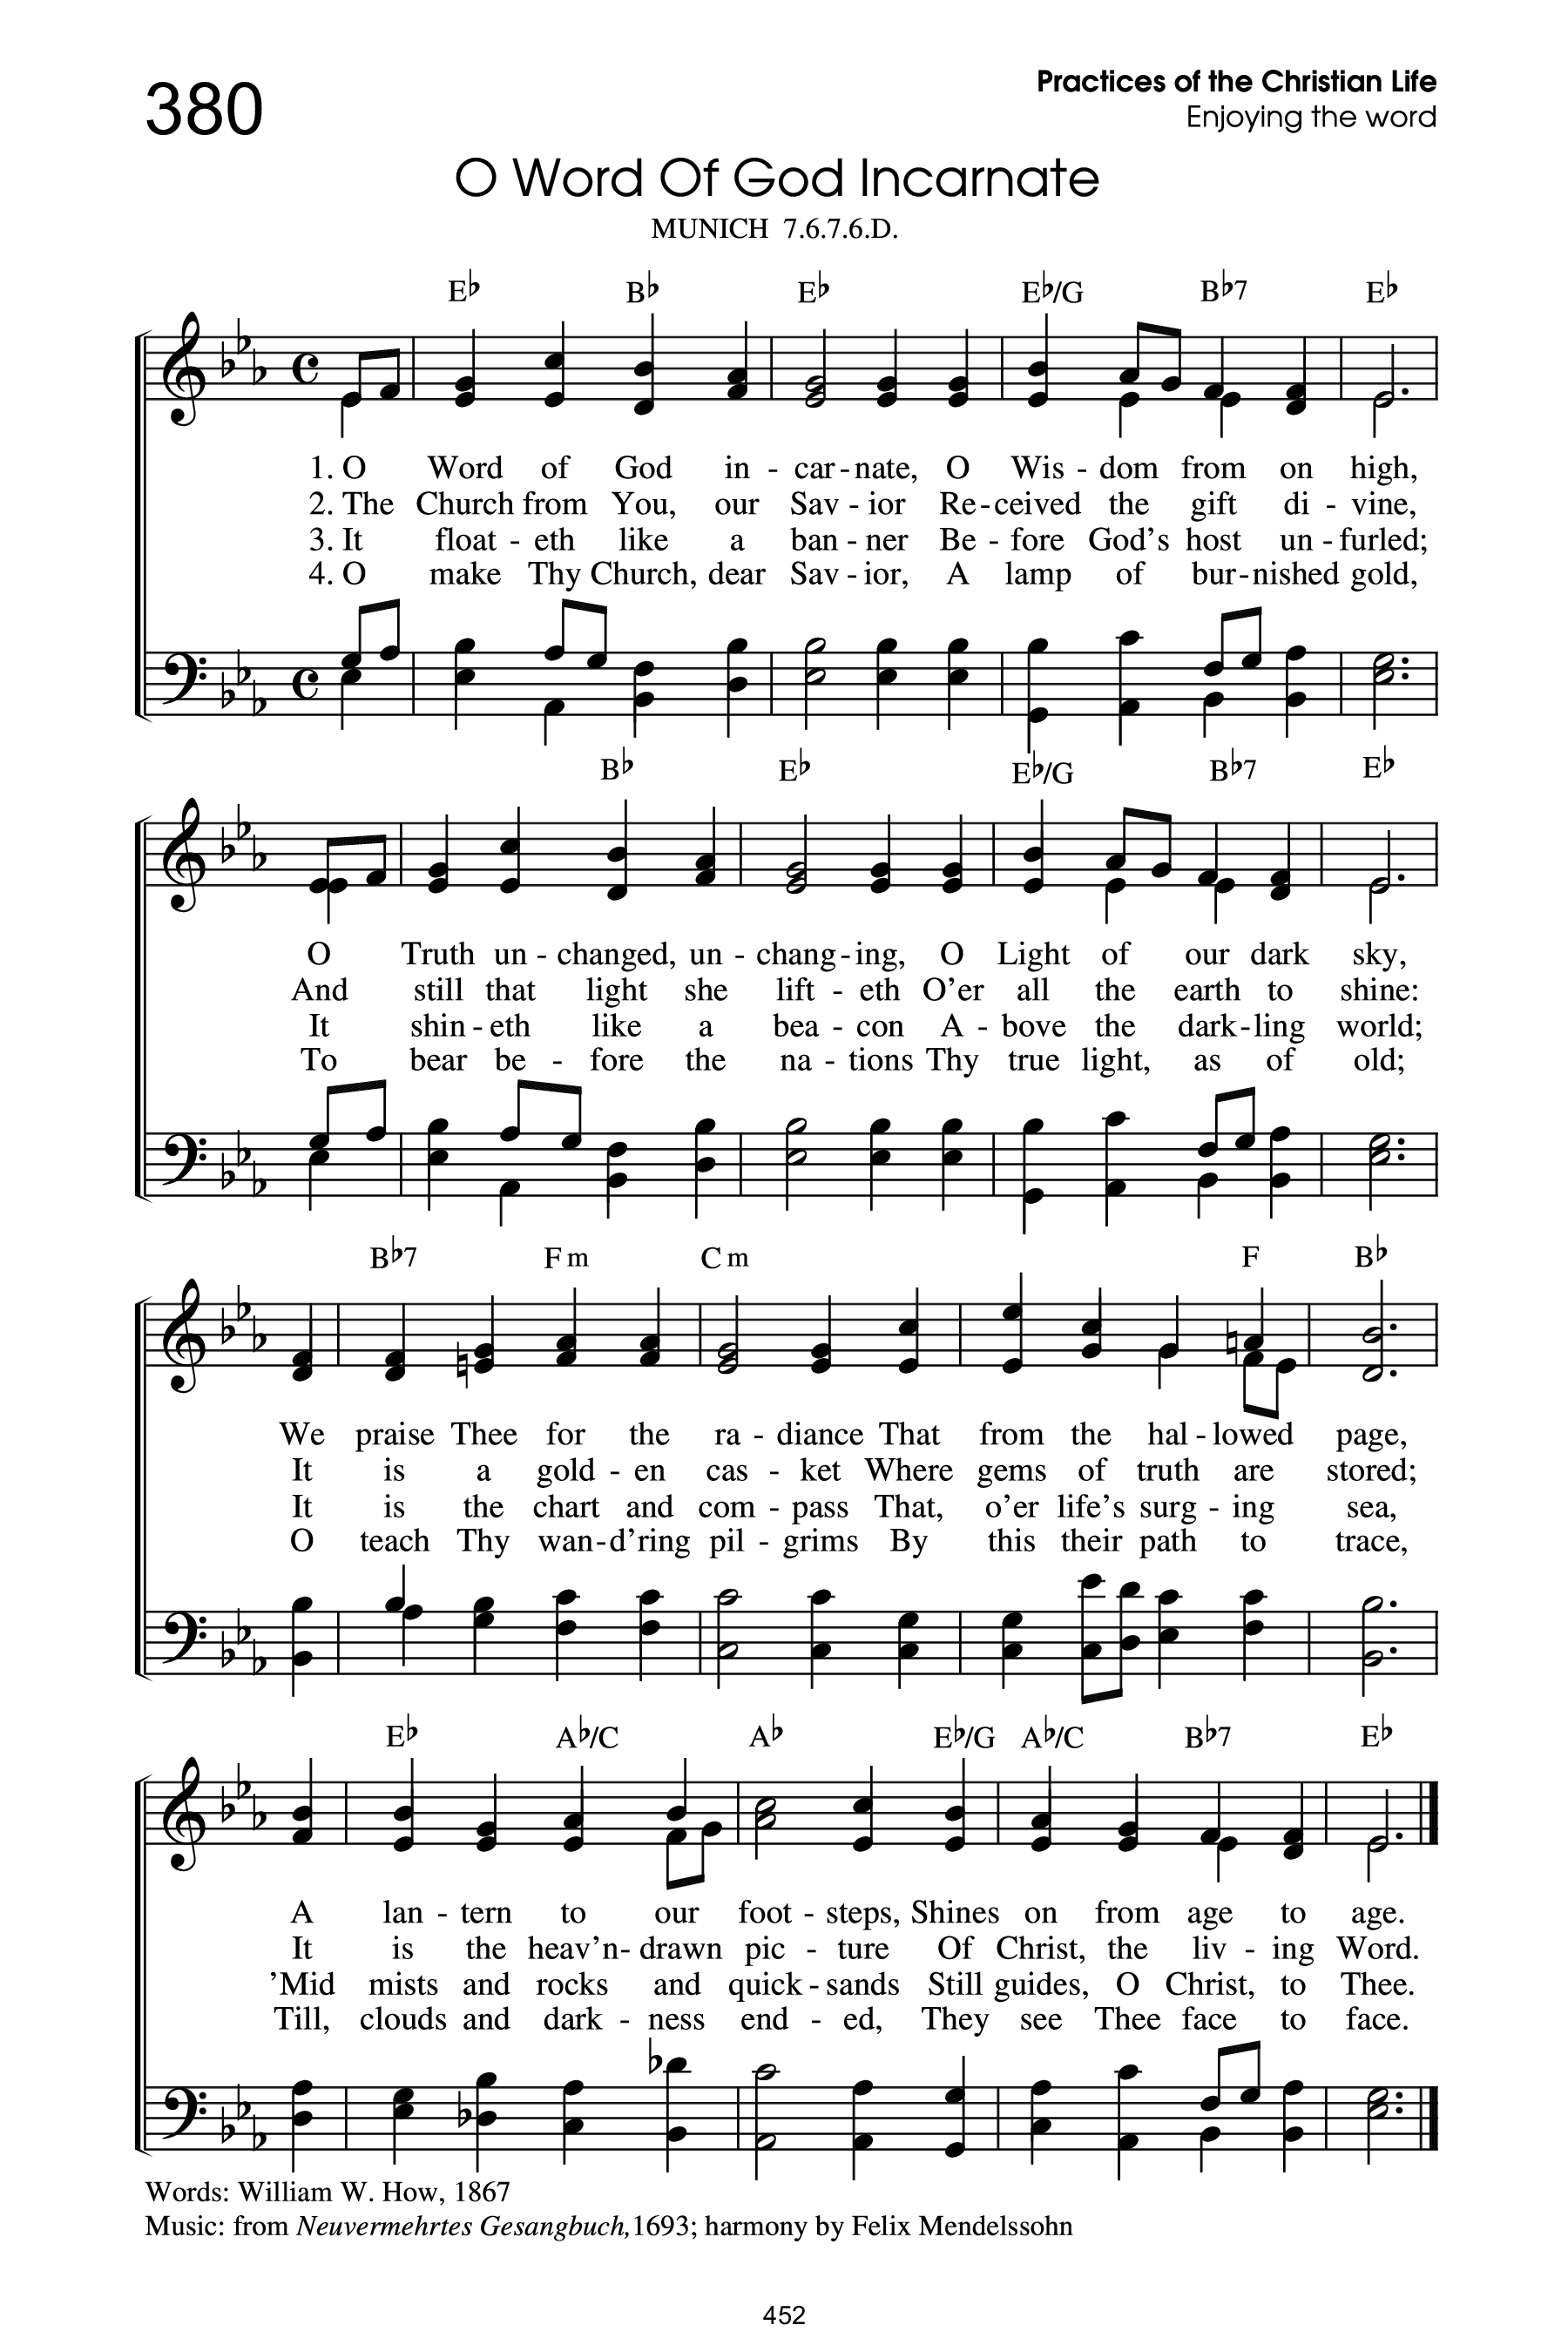 380
Practices of the Christian Life
Enjoying the word
O Word Of God Incarnate
MUNICH 7.6.7.6.D.
E♭ B♭ E♭ E♭/G B♭7 E♭
1. O Word of God in - car - nate, O Wis - dom from on high,
2. The Church from You, our Sav - ior Re - ceived the gift di - vine,
3. It float - eth like a ban - ner Be - fore God's host un - furled;
4. O make Thy Church, dear Sav - ior, A lamp of bur - nished gold,
B♭ E♭ E♭/G B♭7 E♭
O Truth un - changed, un - chang - ing, O Light of our dark sky,
And still that light she lift - eth O'er all the earth to shine:
It shin - eth like a bea - con A - bove the dark - ling world;
To bear be - fore the na - tions Thy true light, as of old;
B♭7 Fm Cm F B♭
We praise Thee for the ra - diance That from the hal - lowed page,
It is a gold - en cas - ket Where gems of truth are stored;
It is the chart and com - pass That, o'er life's surg - ing sea,
O teach Thy wan - d'ring pil - grims By this their path to trace,
E♭ A♭/C A♭ E♭/G A♭/C B♭7 E♭
A lan - tern to our foot - steps, Shines on from age to age.
It is the heav'n - drawn pic - ture Of Christ, the liv - ing Word.
'Mid mists and rocks and quick - sands Still guides, O Christ, to Thee.
Till, clouds and dark - ness end - ed, They see Thee face to face.
Words: William W. How, 1867
Music: from Neuvermehrtes Gesangbuch,1693; harmony by Felix Mendelssohn
452